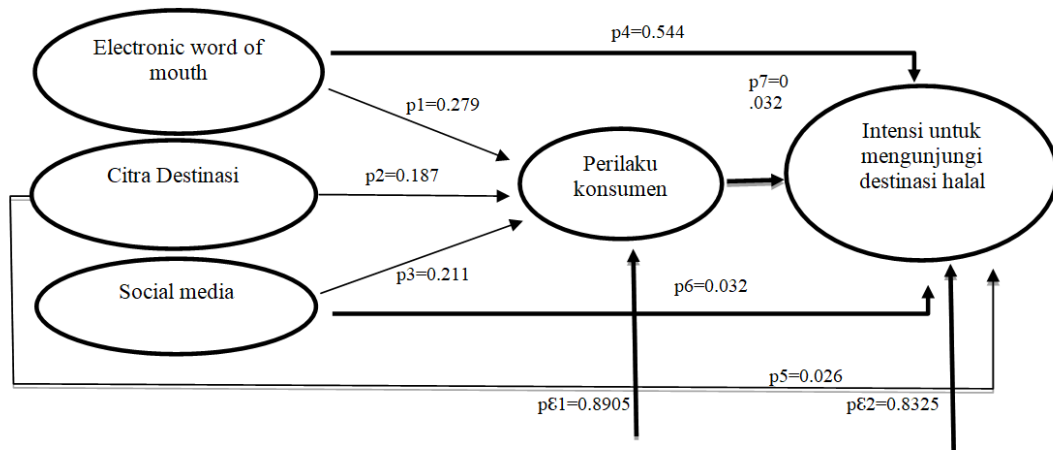 Electronic word of
mouth
p4=0.544
p7=0
.032
p1=0.279
Intensi untuk
mengunjungi
destinasi halal
Perilaku
konsumen
Citra Destinasi
p2=0.187
p3=0.211
Social media
p6=0.032
p5=0.026
pε1=0.8905
pε2=0.8325